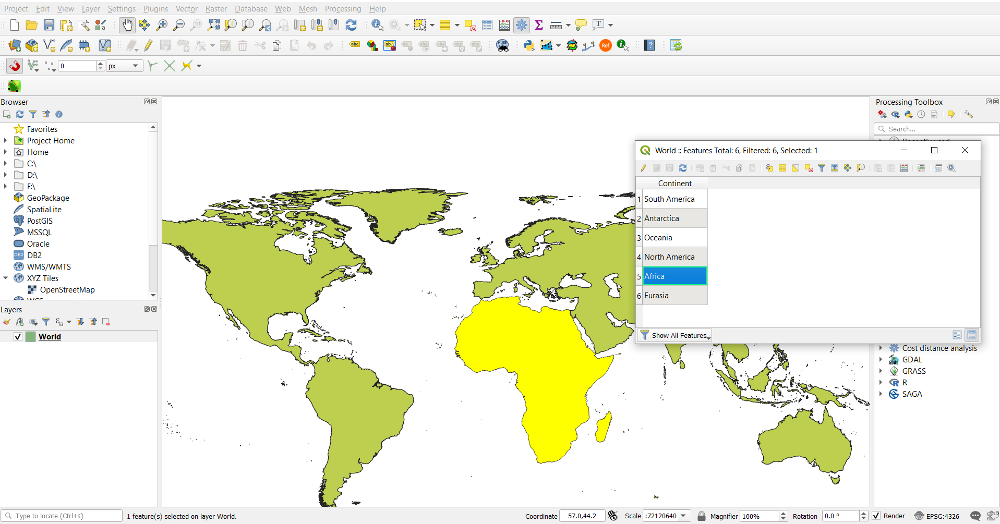 Project Edit View Layer Settings Plugins Vector Raster Database Web Mesh Processing Help
abc
Ref
0 px
Browser
Favorites
Project Home
Home
C:\
D:\
F:\
GeoPackage
SpatiaLite
PostGIS
MSSQL
Oracle
DB2 DB2
WMS/WMTS
XYZ Tiles
OpenStreetMap
Layers
World
World :: Features Total: 6, Filtered: 6, Selected: 1
Continent
1 South America
2 Antarctica
3 Oceania
4 North America
5 Africa
6 Eurasia
Show All Features
Processing Toolbox
Search...
Cost distance analysis
GDAL GDAL
GRASS
R
SAGA
Type to locate (Ctrl+K) 1 feature(s) selected on layer World. Coordinate 57.0,44.2 Scale :72120640 Magnifier 100% Rotation 0.0 ° Render EPSG:4326